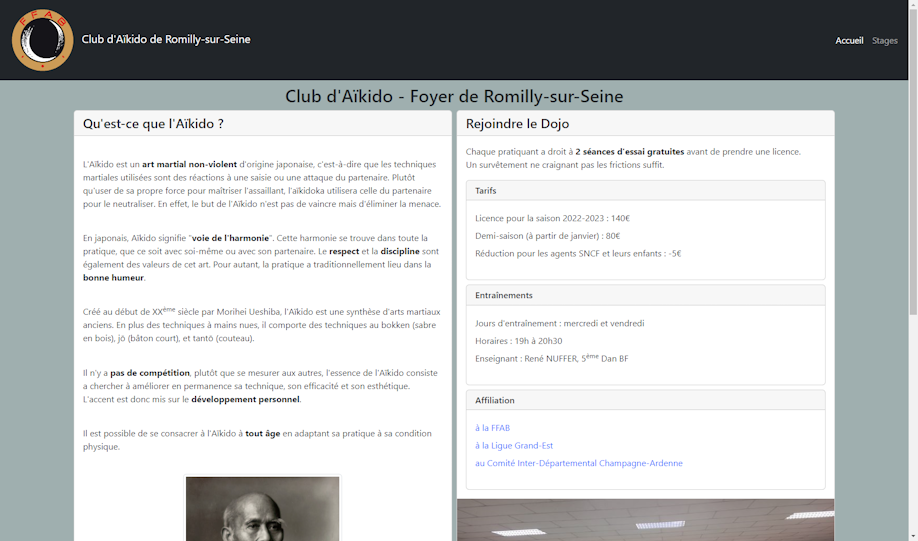 FFAB
Club d'Aïkido de Romilly-sur-Seine
Accueil Stages
Club d'Aïkido - Foyer de Romilly-sur-Seine
Qu'est-ce que l'Aïkido ?
L'Aïkido est un art martial non-violent d'origine japonaise, c'est-à-dire que les techniques
martiales utilisées sont des réactions à une saisie ou une attaque du partenaire. Plutôt
qu'user de sa propre force pour maîtriser l'assaillant, l'aïkidoka utilisera celle du partenaire
pour le neutraliser. En effet, le but de l'Aïkido n'est pas de vaincre mais d'éliminer la menace.
En japonais, Aïkido signifie "voie de l'harmonie". Cette harmonie se trouve dans toute la
pratique, que ce soit avec soi-même ou avec son partenaire. Le respect et la discipline sont
également des valeurs de cet art. Pour autant, la pratique a traditionnellement lieu dans la
bonne humeur.
Créé au début de XXème siècle par Morihei Ueshiba, l'Aïkido est une synthèse d'arts martiaux
anciens. En plus des techniques à mains nues, il comporte des techniques au bokken (sabre
en bois), jō (bâton court), et tantō (couteau).
Il n'y a pas de compétition, plutôt que se mesurer aux autres, l'essence de l'Aïkido consiste
a chercher à améliorer en permanence sa technique, son efficacité et son esthétique.
L'accent est donc mis sur le développement personnel.
Il est possible de se consacrer à l'Aïkido à tout âge en adaptant sa pratique à sa condition
physique.
Rejoindre le Dojo
Chaque pratiquant a droit à 2 séances d'essai gratuites avant de prendre une licence.
Un survêtement ne craignant pas les frictions suffit.
Tarifs
Licence pour la saison 2022-2023 : 140€
Demi-saison (à partir de janvier) : 80€
Réduction pour les agents SNCF et leurs enfants : -5€
Entraînements
Jours d'entraînement : mercredi et vendredi
Horaires : 19h à 20h30
Enseignant : René NUFFER, 5ème Dan BF
Affiliation
à la FFAB
à la Ligue Grand-Est
au Comité Inter-Départemental Champagne-Ardenne